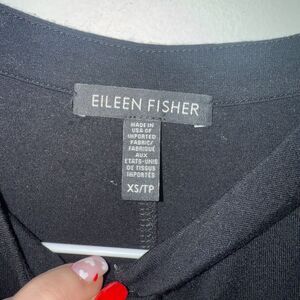 EILEEN FISHER
MADE IN
USA OF
IMPORTED
FABRIC/
FABRIQUÉ
AUX
ÉTATS-UNIS
DE TISSUS
IMPORTÉS
XS/TP